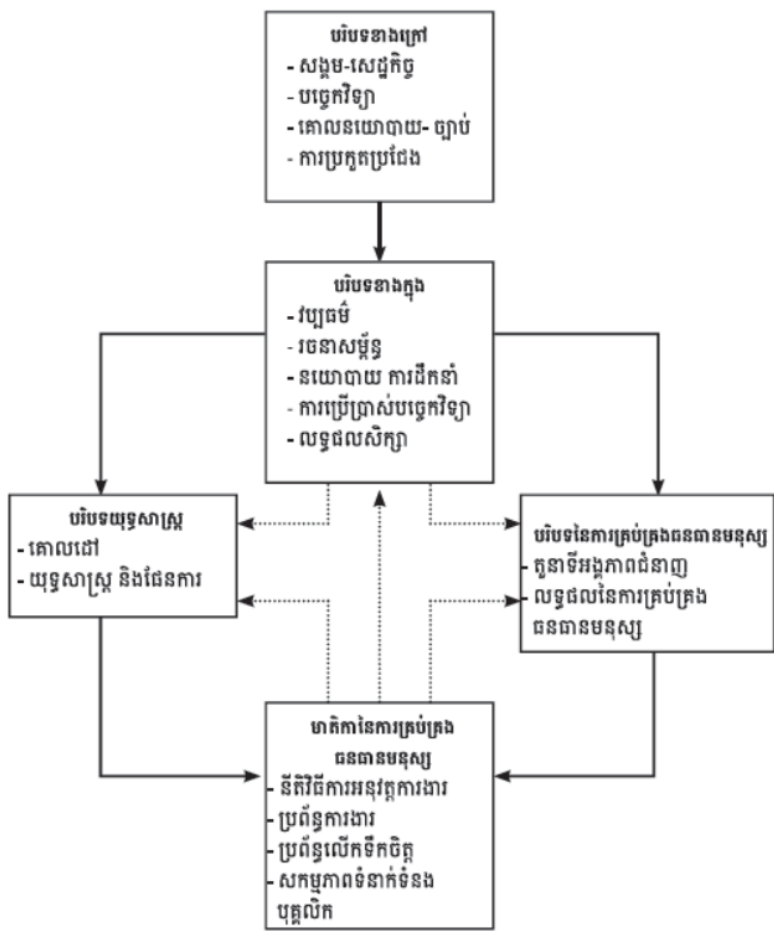 បរិបទខាងក្រៅ
- សង្គម-សេដ្ឋកិច្ច
- បច្ចេកវិទ្យា
- គោលនយោបាយ- ច្បាប់
- ការប្រកួតប្រជែង
បរិបទខាងក្នុង
- វប្បធម៌
- រចនាសម្ព័ន្ធ
- នយោបាយ ការដឹកនាំ
- ការប្រើប្រាស់បច្ចេកវិទ្យា
- លទ្ធផលសិក្សា
បរិបទយុទ្ធសាស្ត្រ
- គោលដៅ
- យុទ្ធសាស្ត្រ និងផែនការ
បរិបទនៃការគ្រប់គ្រងធនធានមនុស្ស
- តួនាទីអង្គភាពជំនាញ
- លទ្ធផលនៃការគ្រប់គ្រង
ធនធានមនុស្ស
មាតិកានៃការគ្រប់គ្រង
ធនធានមនុស្ស
- នីតិវិធីការអនុវត្តការងារ
- ប្រព័ន្ធការងារ
- ប្រព័ន្ធលើកទឹកចិត្ត
- សកម្មភាពទំនាក់ទំនង
បុគ្គលិក